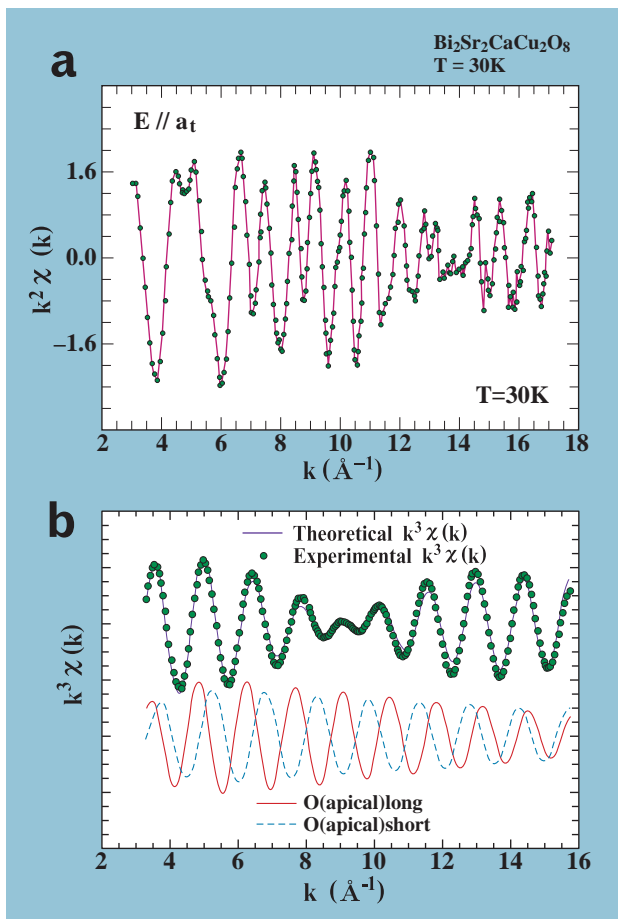 a
Bi₂Sr₂CaCu₂O₈
T = 30K
E // aₜ
1.6
0.0
−1.6
k² χ (k)
T=30K
2 4 6 8 10 12 14 16 18
k (Å⁻¹)
b
Theoretical k³ χ(k)
Experimental k³ χ(k)
k³ χ(k)
O(apical)long
O(apical)short
2 4 6 8 10 12 14 16
k (Å⁻¹)